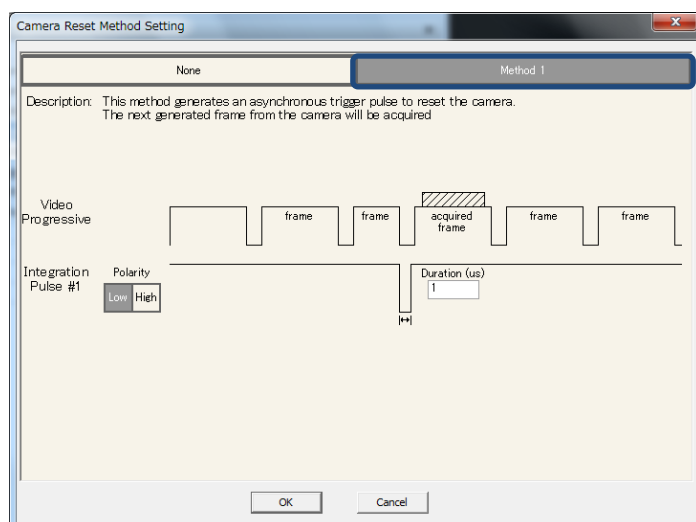 Camera Reset Method Setting
None
Method 1
Description: This method generates an asynchronous trigger pulse to reset the camera.
The next generated frame from the camera will be acquired
Video
Progressive
frame
frame
acquired
frame
frame
frame
Integration
Pulse #1
Polarity
Low High
Duration (us)
1
OK
Cancel